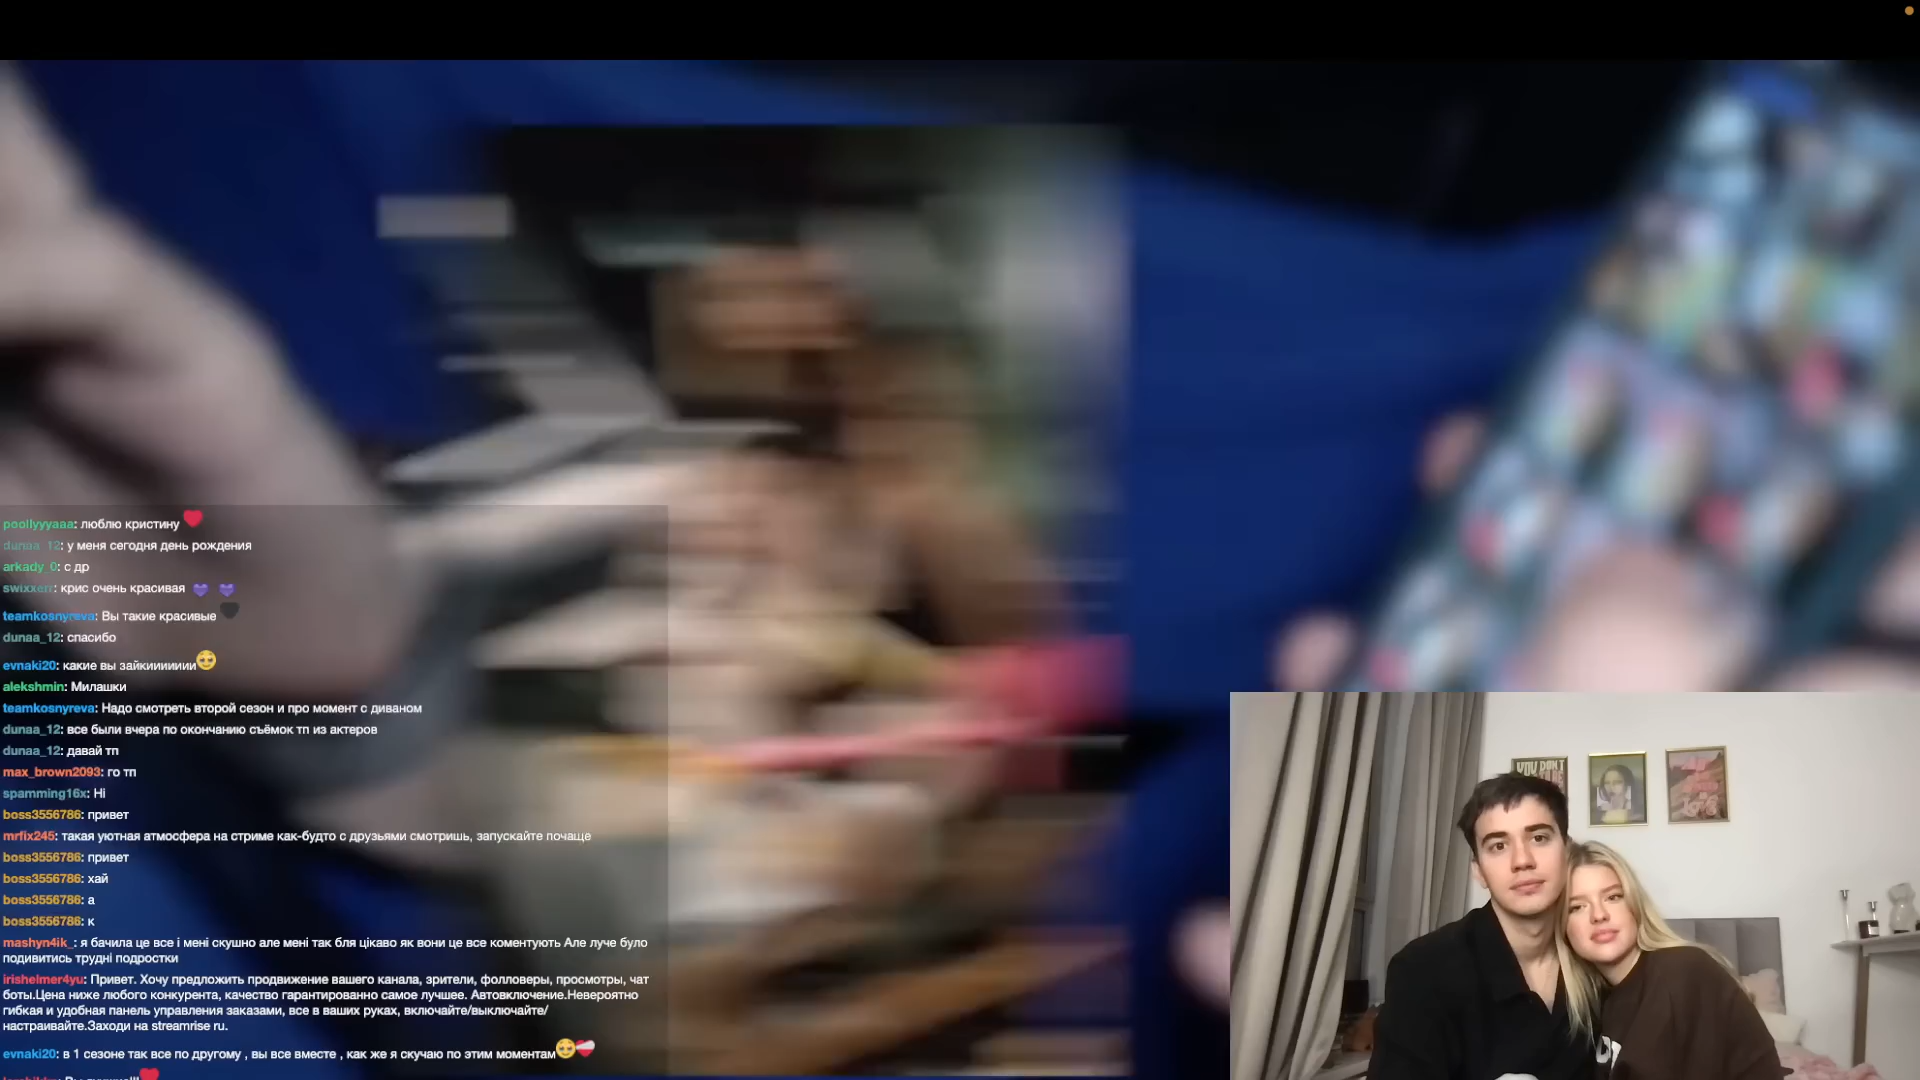 poollyyyaaa: люблю кристину ❤️
dunaa_12: у меня сегодня день рождения
arkady_0: с др
swixxerr: крис очень красивая 💜 💜
teamkosnyreva: Вы такие красивые 🖤
dunaa_12: спасибо
evnaki20: какие вы зайкиииииии🥹
alekshmin: Милашки
teamkosnyreva: Надо смотреть второй сезон и про момент с диваном
dunaa_12: все были вчера по окончанию съёмок тп из актеров
dunaa_12: давай тп
max_brown2093: го тп
spamming16x: Hi
boss3556786: привет
mrfix245: такая уютная атмосфера на стриме как-будто с друзьями смотришь, запускайте почаще
boss3556786: привет
boss3556786: хай
boss3556786: а
boss3556786: к
mashyn4ik_: я бачила це все і мені скушно але мені так бля цікаво як вони це все коментують Але луче було
подивитись трудні подростки
irishelmer4yu: Привет. Хочу предложить продвижение вашего канала, зрители, фолловеры, просмотры, чат
боты.Цена ниже любого конкурента, качество гарантированно самое лучшее. Автовключение.Невероятно
гибкая и удобная панель управления заказами, все в ваших руках, включайте/выключайте/
настраивайте.Заходи на streamrise ru.
evnaki20: в 1 сезоне так все по другому , вы все вместе , как же я скучаю по этим моментам🥹❤️‍🩹
YOU DON'T